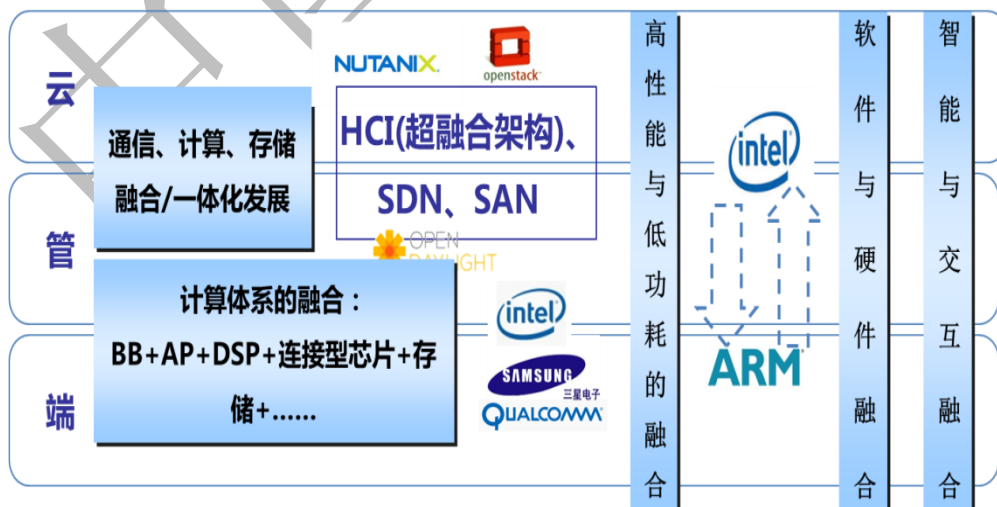 云
NUTANIX.
openstack
通信、计算、存储
融合/一体化发展
HCI(超融合架构)、
SDN、SAN
管
OPEN
DAYLIGHT
计算体系的融合：
BB+AP+DSP+连接型芯片+存
储+......
端
intel
SAMSUNG
三星电子
QUALCOMM
高性能与低功耗的融合
intel
ARM
软件与硬件融合
智能与交互融合